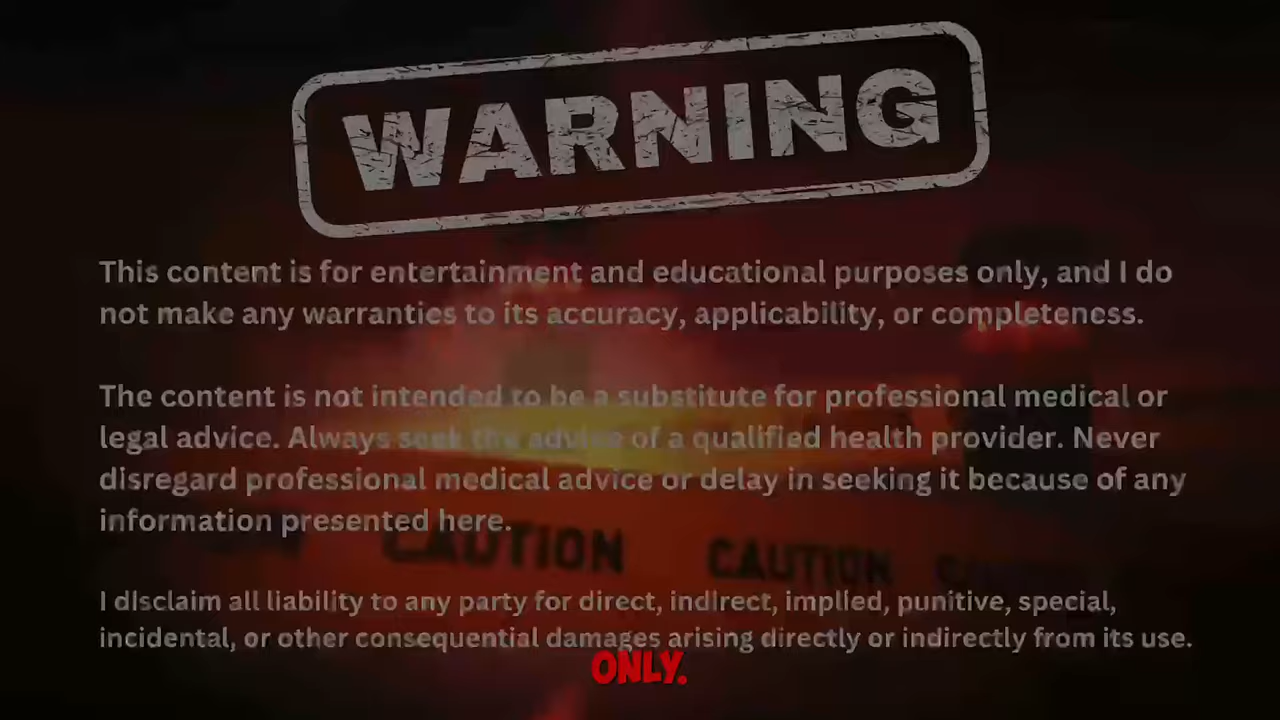 WARNING
This content is for entertainment and educational purposes only, and I do
not make any warranties to its accuracy, applicability, or completeness.
The content is not intended to be a substitute for professional medical or
legal advice. Always seek the advice of a qualified health provider. Never
disregard professional medical advice or delay in seeking it because of any
information presented here.
CAUTION CAUTION
I disclaim all liability to any party for direct, indirect, implied, punitive, special,
incidental, or other consequential damages arising directly or indirectly from its use.
ONLY.